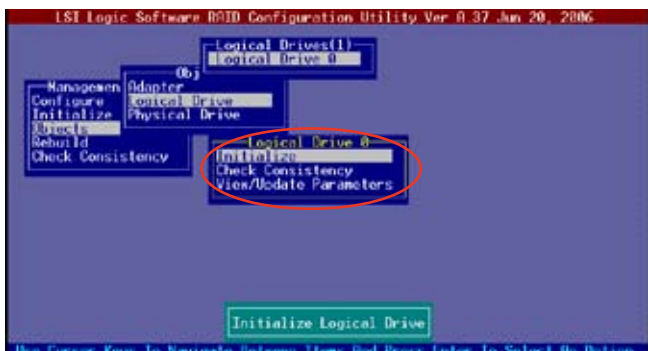 LSI Logic Software RAID Configuration Utility Ver A.37 Jun 20, 2006
Logical Drives(1)
Logical Drive 0
Obj
Adapter
Logical Drive
Physical Drive
Managemen
Configure
Initialize
Objects
Rebuild
Check Consistency
Logical Drive 0
Initialize
Check Consistency
View/Update Parameters
Initialize Logical Drive
Use Cursor Keys To Navigate Between Items And Press Enter To Select An Option